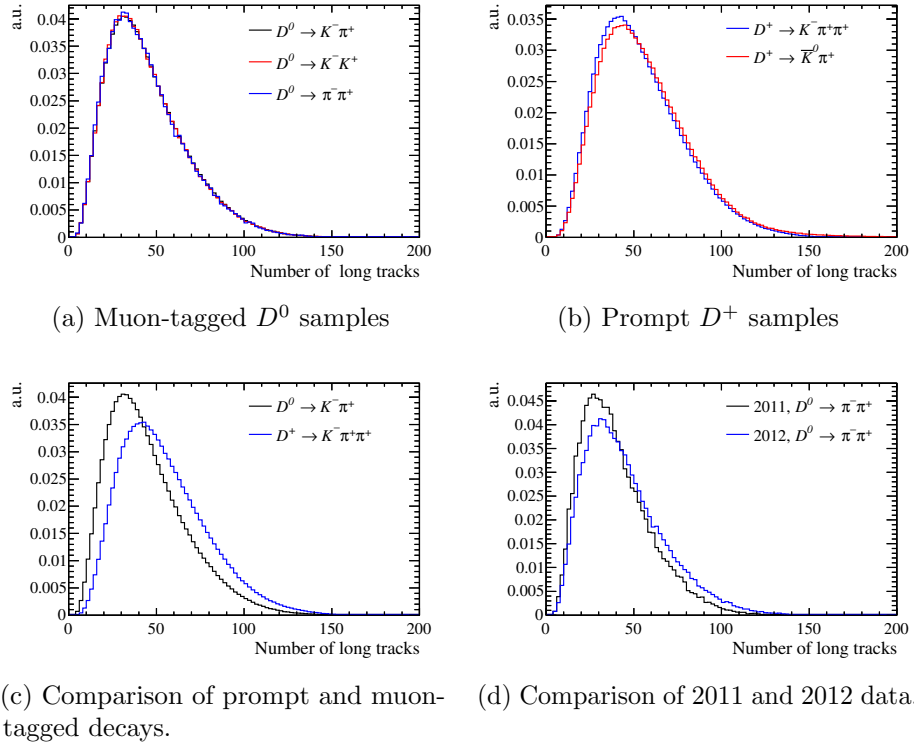 a.u.
0.04
0.035
0.03
0.025
0.02
0.015
0.01
0.005
0
D⁰ → K⁻π⁺
D⁰ → K⁻K⁺
D⁰ → π⁻π⁺
0 50 100 150 200
Number of long tracks
(a) Muon-tagged D⁰ samples
a.u.
0.035
0.03
0.025
0.02
0.015
0.01
0.005
0
D⁺ → K⁻π⁺π⁺
D⁺ → K̅⁰π⁺
0 50 100 150 200
Number of long tracks
(b) Prompt D⁺ samples
a.u.
0.04
0.035
0.03
0.025
0.02
0.015
0.01
0.005
0
D⁰ → K⁻π⁺
D⁺ → K⁻π⁺π⁺
0 50 100 150 200
Number of long tracks
(c) Comparison of prompt and muon-
tagged decays.
a.u.
0.045
0.04
0.035
0.03
0.025
0.02
0.015
0.01
0.005
0
2011, D⁰ → π⁻π⁺
2012, D⁰ → π⁻π⁺
0 50 100 150 200
Number of long tracks
(d) Comparison of 2011 and 2012 data.